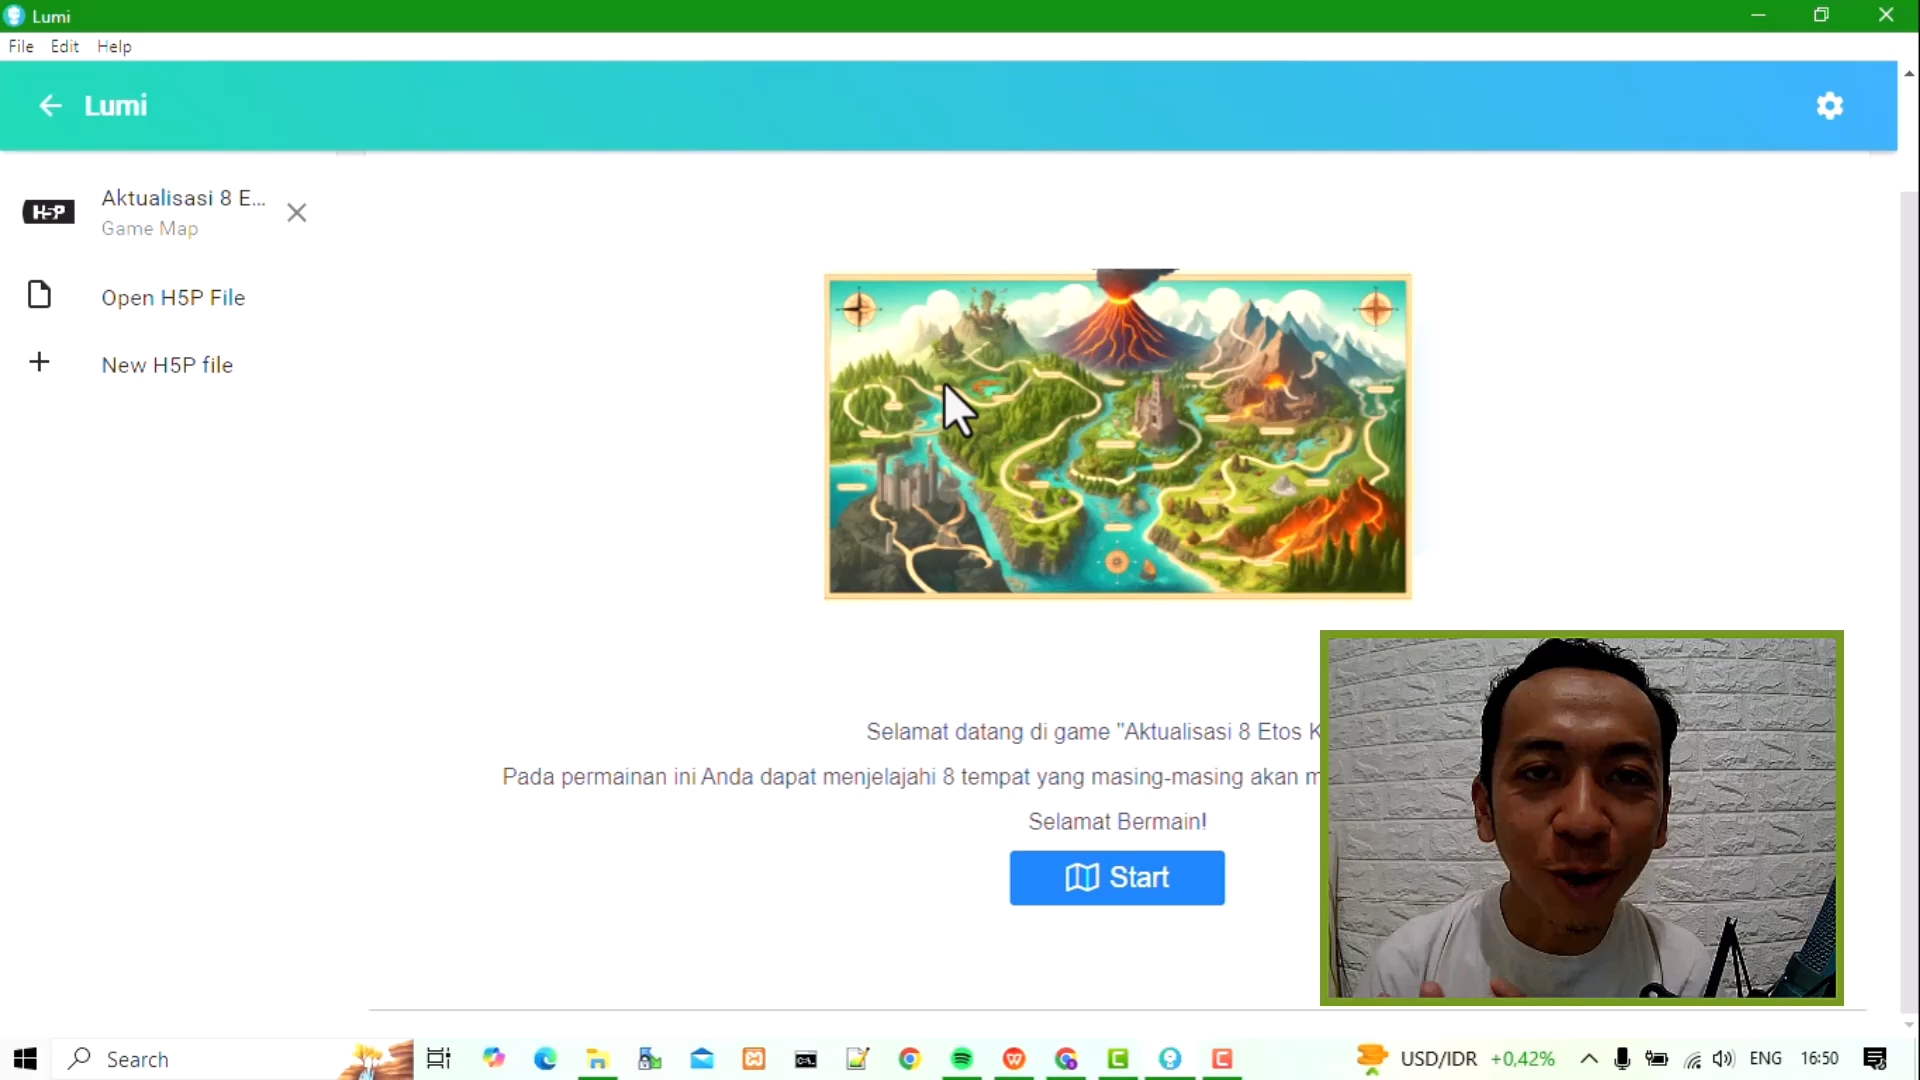 Lumi
File Edit Help
Lumi
H5P
Aktualisasi 8 E...
Game Map
Open H5P File
New H5P file
Selamat datang di game "Aktualisasi 8 Etos K
Pada permainan ini Anda dapat menjelajahi 8 tempat yang masing-masing akan m
Selamat Bermain!
Start
Search
USD/IDR +0,42%
ENG
16:50